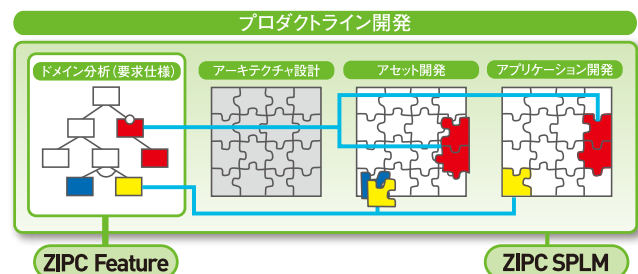 プロダクトライン開発
ドメイン分析(要求仕様)
アーキテクチャ設計
アセット開発
アプリケーション開発
ZIPC Feature
ZIPC SPLM